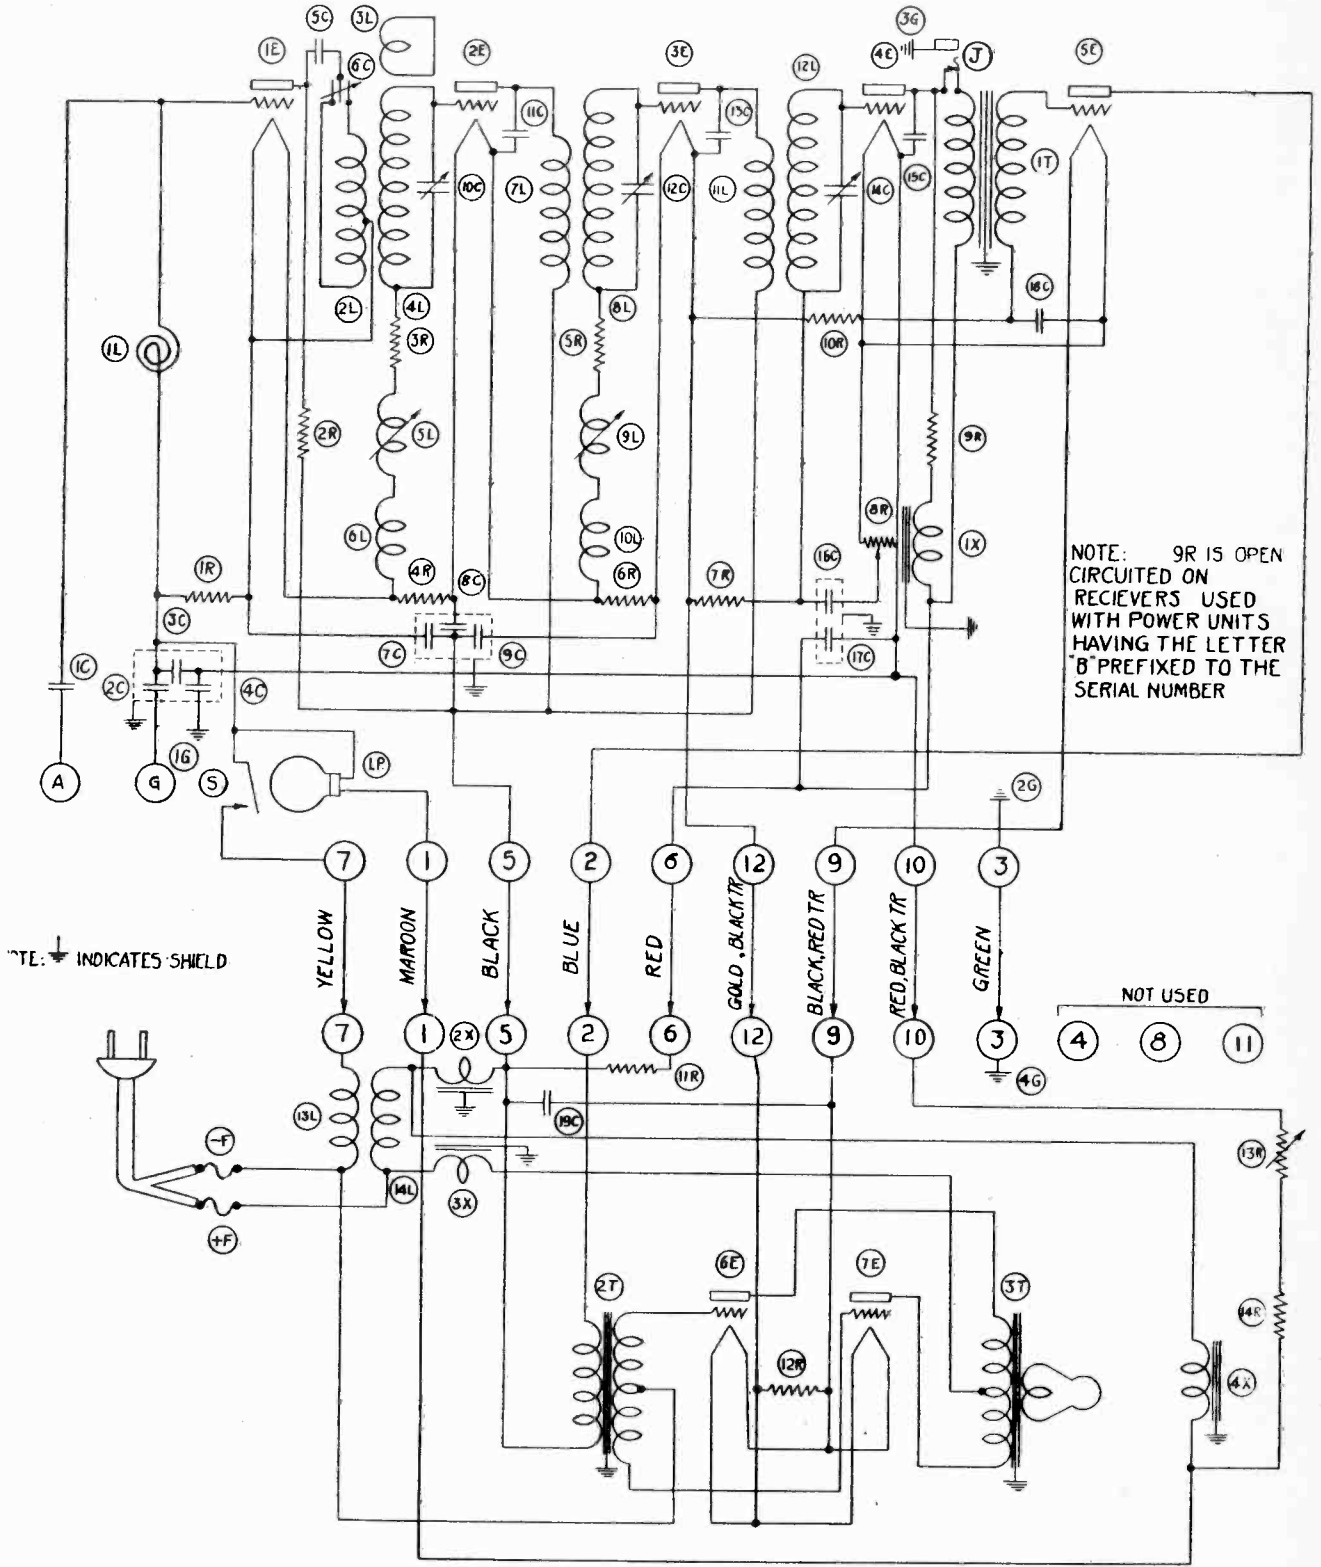 5C
3L
3G
1E
6C
2E
3E
12L
4E
J
5E
11C
13C
10C
7L
12C
11L
14C
15C
1T
2L
4L
8L
18C
1L
3R
5R
10R
2R
5L
9L
9R
6L
10L
8R
1X
1R
4R
8C
6R
7R
16C
3C
7C
9C
17C
1C
2C
4C
NOTE: 9R IS OPEN
CIRCUITED ON
RECIEVERS USED
WITH POWER UNITS
HAVING THE LETTER
"B" PREFIXED TO THE
SERIAL NUMBER
A
G
1G
S
LP
2G
7
1
5
2
6
12
9
10
3
YELLOW
MAROON
BLACK
BLUE
RED
GOLD, BLACK TR
BLACK, RED TR
RED, BLACK TR
GREEN
TE: INDICATES SHIELD
NOT USED
7
1
2X
5
2
6
12
9
10
3
4
8
11
4G
11R
13L
19C
-F
14L
3X
13R
+F
6E
7E
2T
3T
14R
12R
4X